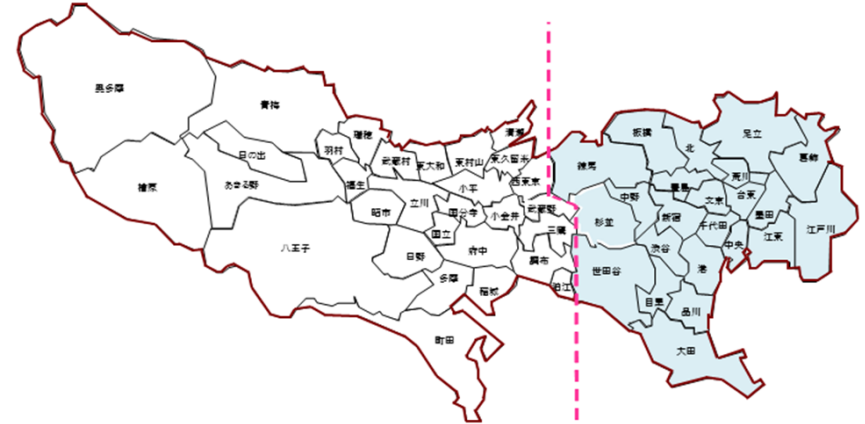 奥多摩
青梅
瑞穂
羽村
日の出
あきる野
檜原
福生
武蔵村
東大和
東村山
清瀬
東久留米
西東京
小平
立川
昭市
国分寺
小金井
武蔵野
三鷹
国立
八王子
日野
府中
調布
狛江
多摩
稲城
町田
練馬
板橋
北
足立
葛飾
荒川
豊島
文京
台東
墨田
江戸川
中野
杉並
新宿
千代田
江東
中央
渋谷
世田谷
港
目黒
品川
大田